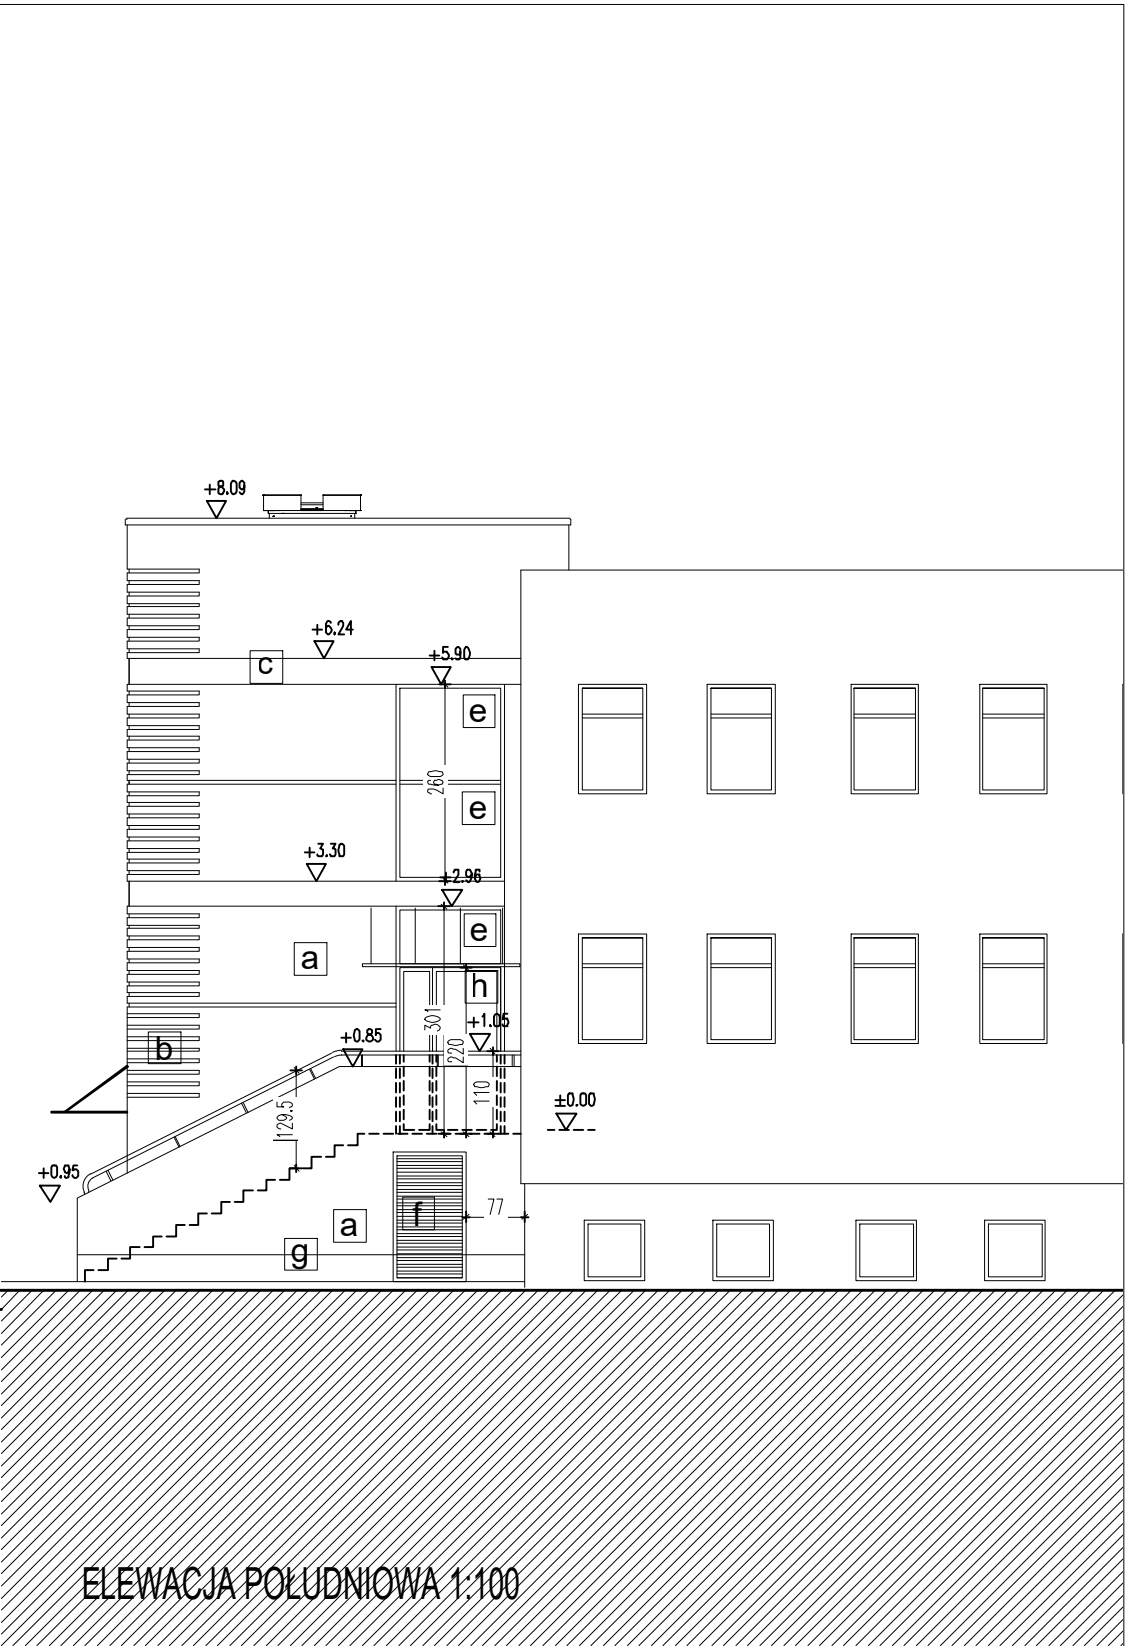 +8.09
+6.24
c
+5.90
e
260
e
+3.30
+2.96
e
a
h
301
+1.05
+0.85
220
b
110
129.5
±0.00
+0.95
77
f
a
g
ELEWACJA POŁUDNIOWA 1:100